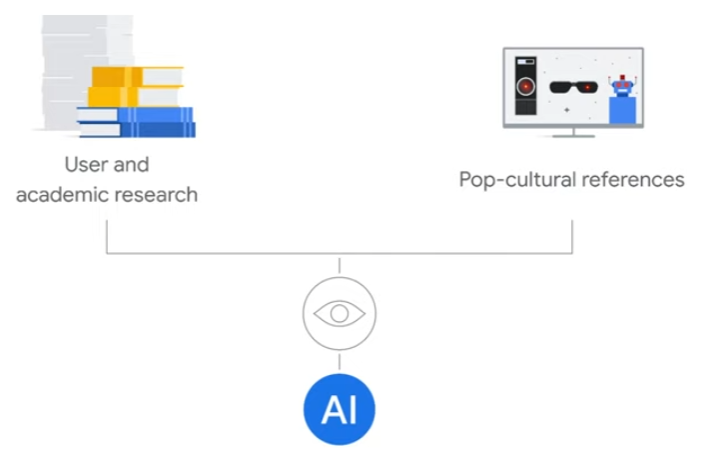 User and
academic research
Pop-cultural references
AI